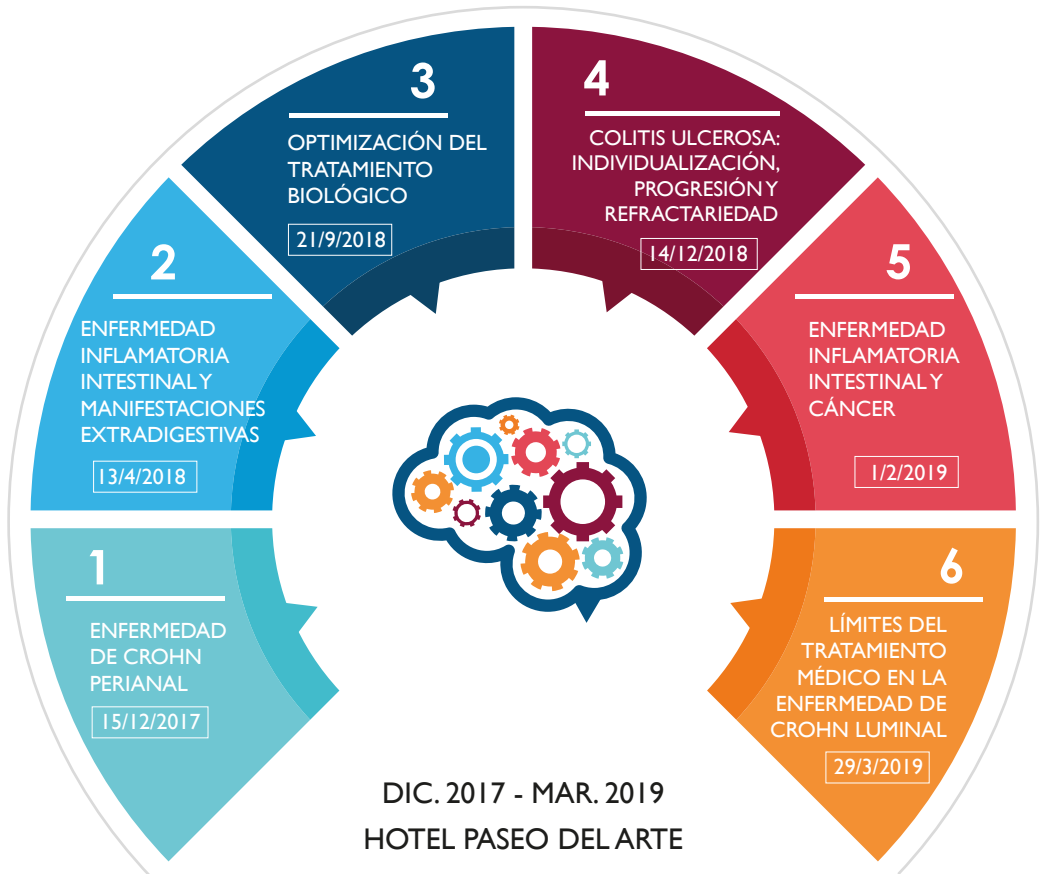 1
ENFERMEDAD
DE CROHN
PERIANAL
15/12/2017
2
ENFERMEDAD
INFLAMATORIA
INTESTINAL Y
MANIFESTACIONES
EXTRADIGESTIVAS
13/4/2018
3
OPTIMIZACIÓN DEL
TRATAMIENTO
BIOLÓGICO
21/9/2018
4
COLITIS ULCEROSA:
INDIVIDUALIZACIÓN,
PROGRESIÓN Y
REFRACTARIEDAD
14/12/2018
5
ENFERMEDAD
INFLAMATORIA
INTESTINAL Y
CÁNCER
1/2/2019
6
LÍMITES DEL
TRATAMIENTO
MÉDICO EN LA
ENFERMEDAD DE
CROHN LUMINAL
29/3/2019
DIC. 2017 - MAR. 2019
HOTEL PASEO DEL ARTE